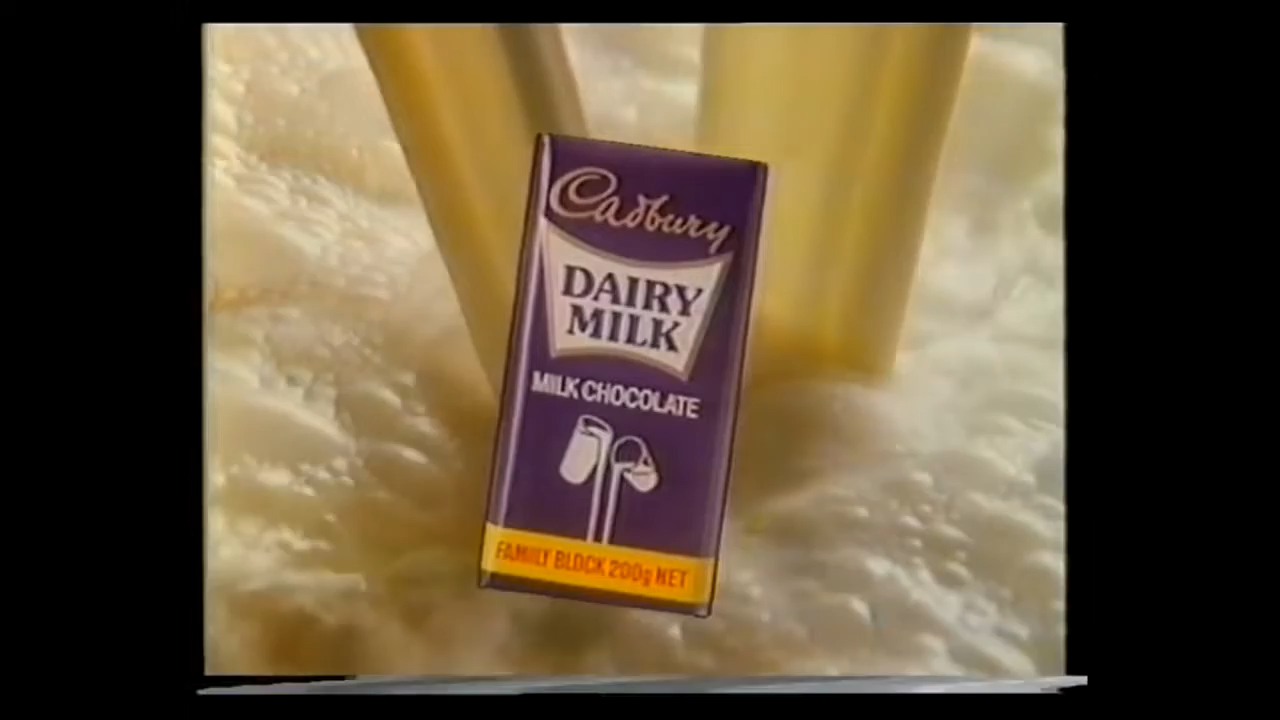 Cadbury
DAIRY
MILK
MILK CHOCOLATE
FAMILY BLOCK 200g NET